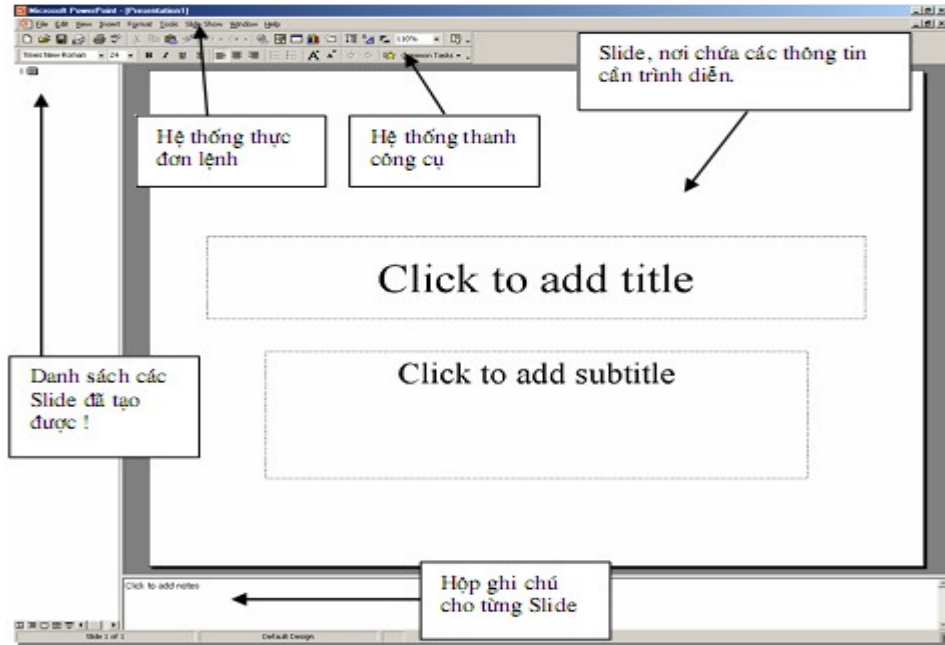 Microsoft PowerPoint - [Presentation1]
File Edit View Insert Format Tools Slide Show Window Help
110%
Times New Roman 24 B I U S Common Tasks
1
Slide, nơi chứa các thông tin
cần trình diễn.
Hệ thống thực
đơn lệnh
Hệ thống thanh
công cụ
Click to add title
Click to add subtitle
Danh sách các
Slide đã tạo
được !
Click to add notes
Hộp ghi chú
cho từng Slide
Slide 1 of 1 Default Design